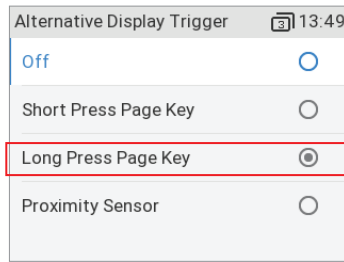 Alternative Display Trigger 3 13:49
Off
Short Press Page Key
Long Press Page Key
Proximity Sensor